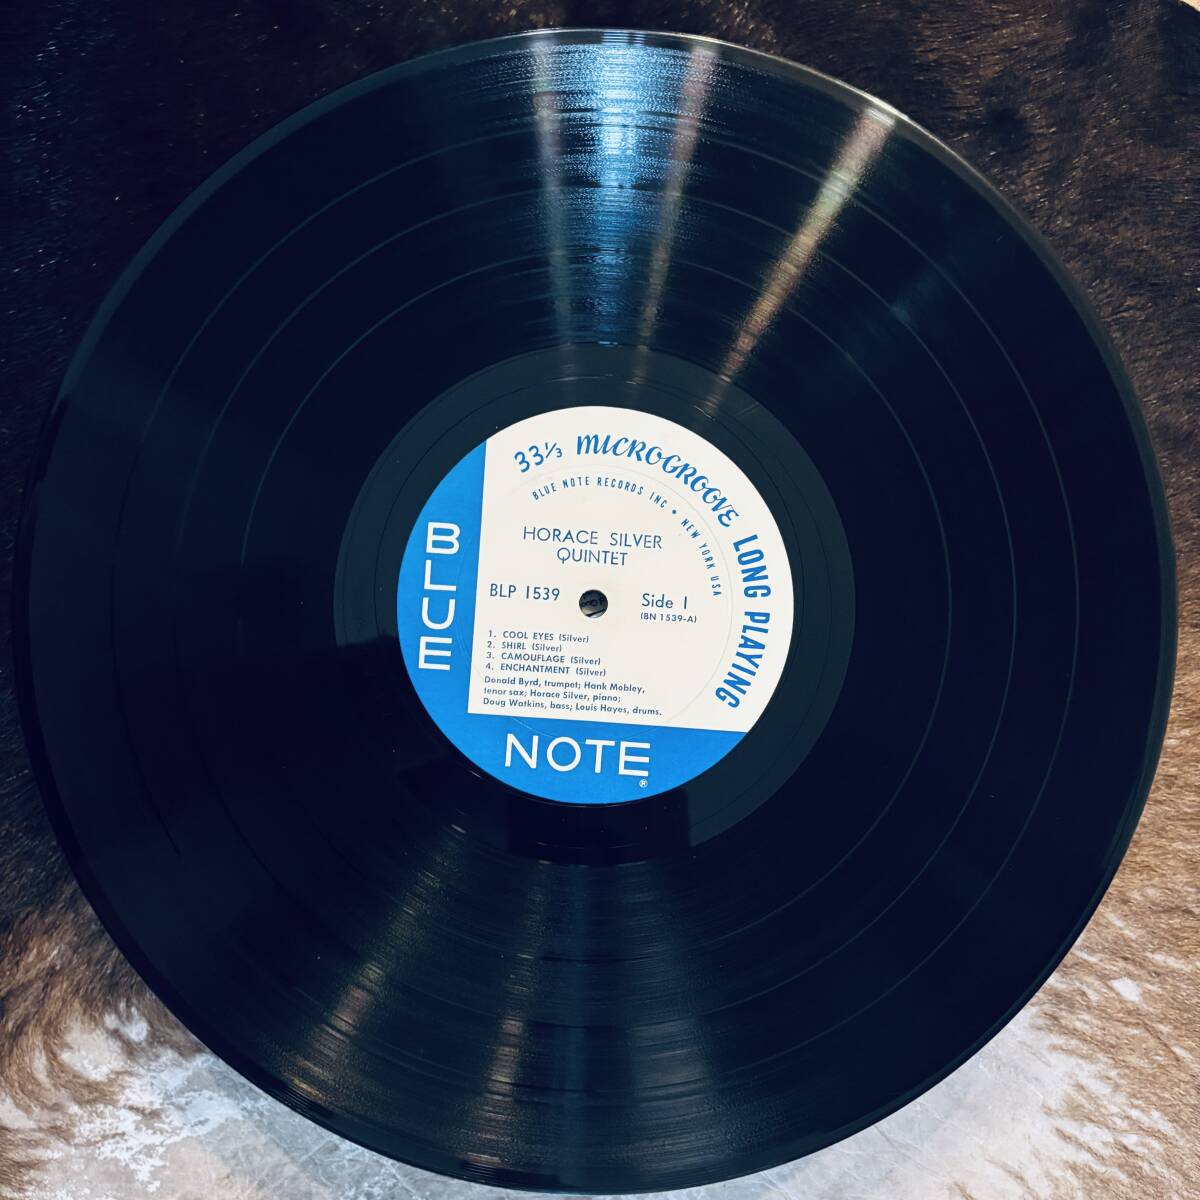 33⅓ MICROGROOVE LONG PLAYING
BLUE NOTE RECORDS INC • NEW YORK USA
HORACE SILVER
QUINTET
BLP 1539
Side 1
(BN 1539-A)
1. COOL EYES (Silver)
2. SHIRL (Silver)
3. CAMOUFLAGE (Silver)
4. ENCHANTMENT (Silver)
Donald Byrd, trumpet; Hank Mobley,
tenor sax; Horace Silver, piano;
Doug Watkins, bass; Louis Hayes, drums.
BLUE
NOTE
®